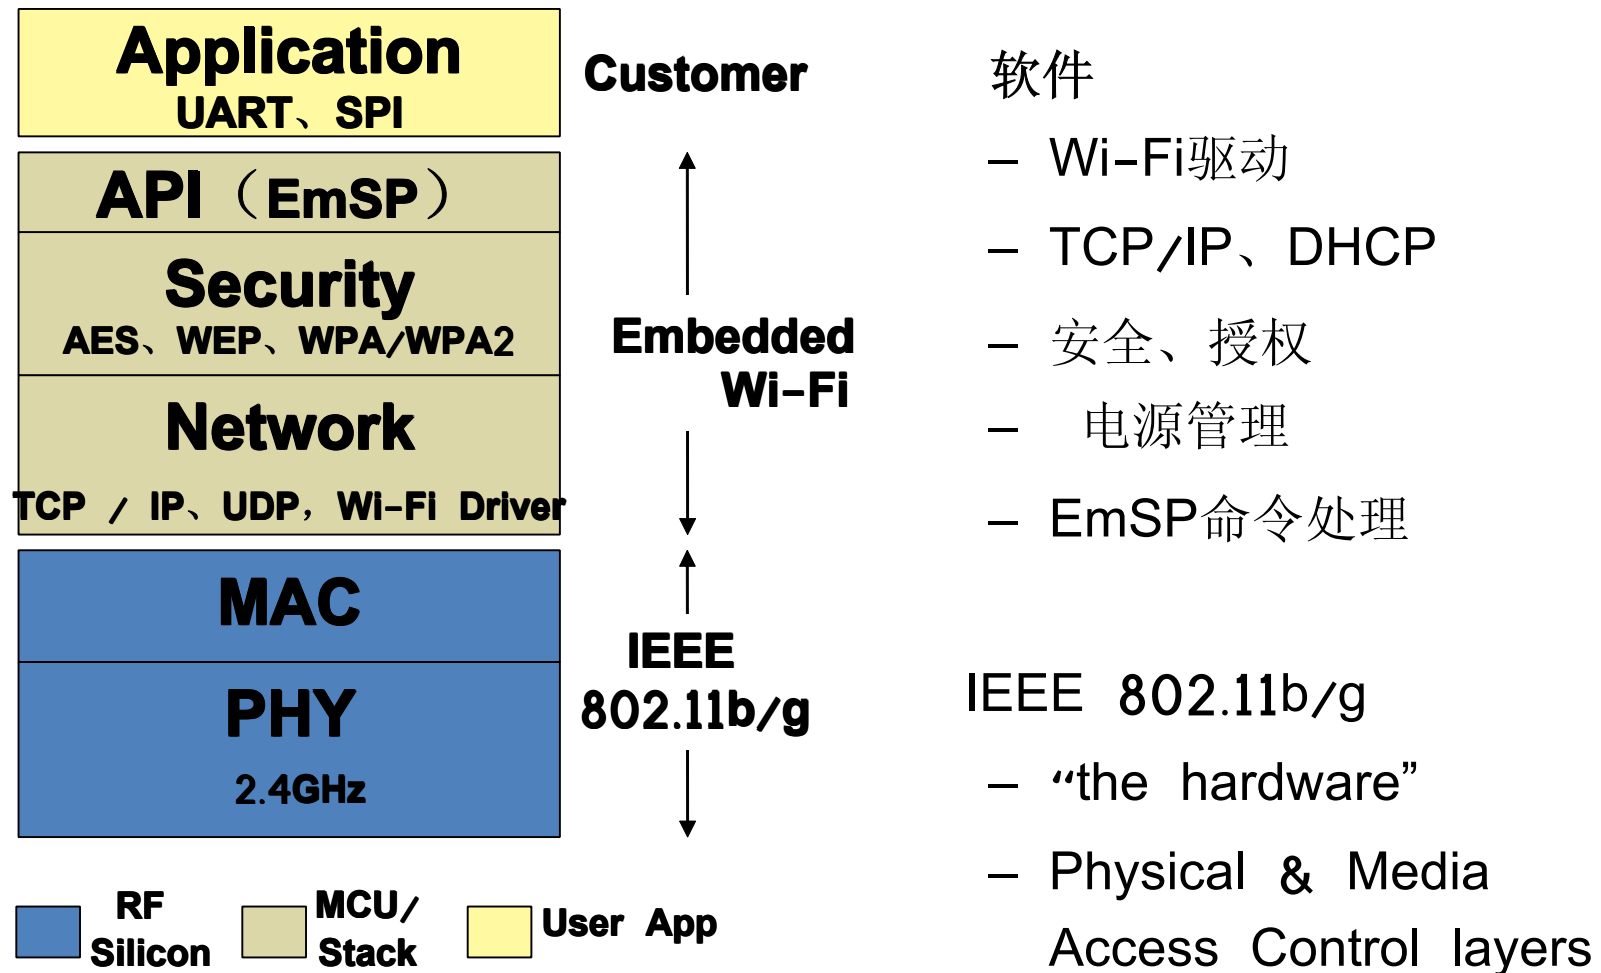 Application
UART、SPI
API（EmSP）
Security
AES、WEP、WPA/WPA2
Network
TCP / IP、UDP，Wi-Fi Driver
MAC
PHY
2.4GHz
RF
Silicon
MCU/
Stack
User App
Customer
Embedded
Wi-Fi
IEEE
802.11b/g
软件
– Wi-Fi驱动
– TCP/IP、DHCP
– 安全、授权
– 电源管理
– EmSP命令处理
IEEE 802.11b/g
– “the hardware”
– Physical & Media
Access Control layers